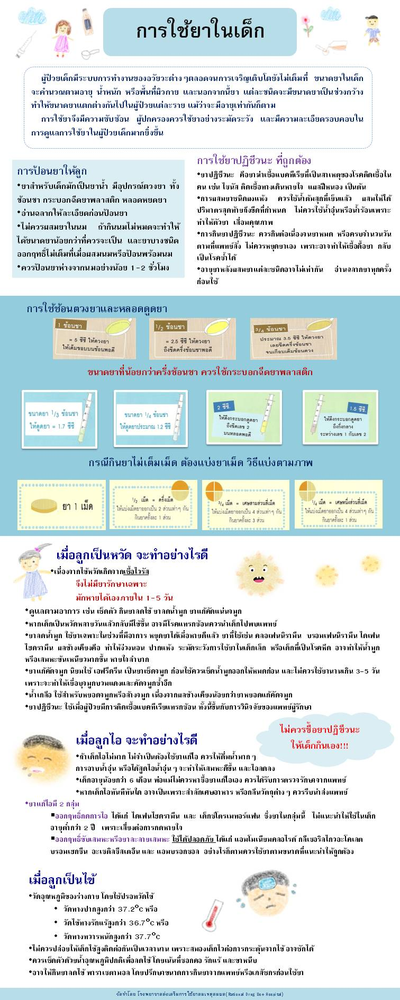 การใช้ยาในเด็ก
ผู้ป่วยเด็กมีระบบการทำงานของอวัยวะต่าง ๆตลอดจนการเจริญเติบโตยังไม่เต็มที่ ขนาดยาในเด็ก
จะคำนวณตามอายุ น้ำหนัก หรือพื้นที่ผิวกาย และนอกจากนี้ยา แต่ละชนิดจะมีขนาดยาเป็นช่วงกว้าง
ทำให้ขนาดยาแตกต่างกันไปในผู้ป่วยแต่ละราย แม้ว่าจะมีอายุเท่ากันก็ตาม
การใช้ยาจึงมีความซับซ้อน ผู้ปกครองควรใช้ยาอย่างระมัดระวัง และมีความละเอียดรอบคอบใน
การดูแลการใช้ยาในผู้ป่วยเด็กมากยิ่งขึ้น
การป้อนยาให้ลูก
•ยาสำหรับเด็กมักเป็นยาน้ำ มีอุปกรณ์ตวงยา ทั้ง
ช้อนชา กระบอกฉีดยาพลาสติก หลอดหยดยา
•อ่านฉลากให้ละเอียดก่อนป้อนยา
•ไม่ควรผสมยาในนม ถ้ากินนมไม่หมดจะทำให้
ได้ขนาดยาน้อยกว่าที่ควรจะเป็น และยาบางชนิด
ออกฤทธิ์ไม่เต็มที่เมื่อผสมนมหรือป้อนพร้อมนม
•ควรป้อนยาห่างจากนมอย่างน้อย 1-2 ชั่วโมง
การใช้ยาปฏิชีวนะ ที่ถูกต้อง
•ยาปฏิชีวนะ คือยาฆ่าเชื้อแบคทีเรียที่เป็นสาเหตุของโรคติดเชื้อใน
คน เช่น ไซนัส ติดเชื้อทางเดินหายใจ แผลฝีหนอง เป็นต้น
•การผสมยาชนิดผงแห้ง ควรใช้น้ำต้มสุกที่เย็นแล้ว ผสมให้ได้
ปริมาตรสุดท้ายถึงขีดที่กำหนด ไม่ควรใช้น้ำอุ่นหรือน้ำร้อนเพราะ
ทำให้ตัวยา เสื่อมคุณภาพ
•การกินยาปฏิชีวนะ ควรกินต่อเนื่องจนยาหมด หรือครบจำนวนวัน
ตามที่แพทย์สั่ง ไม่ควรหยุดยาเอง เพราะอาจทำให้เชื้อดื้อยา กลับ
เป็นโรคซ้ำได้
•อายุยาหลังผสมยาแต่ละชนิดอาจไม่เท่ากัน อ่านฉลากยาทุกครั้ง
ก่อนใช้
การใช้ช้อนตวงยาและหลอดดูดยา
1 ช้อนชา
= 5 ซีซี ให้ตวงยา
ให้เต็มขอบบนช้อนพอดี
1/2 ช้อนชา
= 2.5 ซีซี ให้ตวงยา
ถึงขีดครึ่งช้อนชาพอดี
3/4 ช้อนชา
ประมาณ 3.5 ซีซี ให้ตวงยา
เลยขีดครึ่งช้อนชา
จนเกือบเต็มช้อนตวง
ขนาดยาที่น้อยกว่าครึ่งช้อนชา ควรใช้กระบอกฉีดยาพลาสติก
ขนาดยา 1/3 ช้อนชา
ให้ดูดยา = 1.7 ซีซี
ขนาดยา 1/4 ช้อนชา
ให้ดูดยาประมาณ 1.2 ซีซี
2 ซีซี.
ให้ดึงกระบอกดูดยา
ถึงขีดเลข 2
บนหลอดพอดี
1.5 ซีซี.
ให้ดึงกระบอกดูดยา
ถึงกึ่งกลาง
ระหว่างเลข 1 กับเลข 2
กรณีกินยาไม่เต็มเม็ด ต้องแบ่งยาเม็ด วิธีแบ่งตามภาพ
ยา 1 เม็ด
1/2 เม็ด = ครึ่งเม็ด
ให้แบ่งเม็ดยาออกเป็น 2 ส่วนเท่าๆ กัน
กินยาครั้งละ 1 ส่วน
3/4 เม็ด = เศษสามส่วนสี่เม็ด
ให้แบ่งเม็ดยาออกเป็น 4 ส่วนเท่าๆ กัน
กินยาครั้งละ 3 ส่วน
1/4 เม็ด = เศษหนึ่งส่วนสี่เม็ด
ให้แบ่งเม็ดยาออกเป็น 4 ส่วนเท่าๆ กัน
กินยาครั้งละ 1 ส่วน
เมื่อลูกเป็นหวัด จะทำอย่างไรดี
•เนื่องจากไข้หวัดเกิดจากเชื้อไวรัส
จึงไม่มียารักษาเฉพาะ
มักหายได้เองภายใน 1-5 วัน
•ดูแลตามอาการ เช่น เช็ดตัว กินยาลดไข้ ยาลดน้ำมูก ยาแก้คัดแน่นจมูก
•หากเด็กเป็นหวัดหลายวันแล้วกลับมีไข้ขึ้น อาจมีโรคแทรกซ้อนควรนำเด็กไปพบแพทย์
•ยาลดน้ำมูก ใช้ยาเฉพาะในช่วงที่มีอาการ หยุดยาได้เมื่อหายดีแล้ว ยาที่ใช้เช่น คลอเฟนนิรามีน บรอมเฟนนิรามีน ไดเฟน
ไฮดรามีน ผลข้างเคียงคือ ทำให้ง่วงนอน ปากแห้ง ระมัดระวังการใช้ยาในเด็กเล็ก หรือเด็กที่เป็นโรคหืด อาจทำให้น้ำมูก
หรือเสมหะข้นเหนียวมากขึ้น หายใจลำบาก
•ยาแก้คัดจมูก นิยมใช้ เอฟรีดรีน เป็นยาเช็ดจมูก ก่อนใช้ควรเช็ดน้ำมูกออกให้หมดก่อน และไม่ควรใช้ยานานเกิน 3-5 วัน
เพราะจะทำให้เยื่อบุจมูกบวมแดงและคัดจมูกซ้ำอีก
•น้ำเกลือ ใช้สำหรับหยอดจมูกหรือล้างจมูก เนื่องจากผลข้างเคียงน้อยกว่ายาหยอดแก้คัดจมูก
•ยาปฏิชีวนะ ใช้เมื่อผู้ป่วยมีการติดเชื้อแบคทีเรียแทรกซ้อน ทั้งนี้ขึ้นกับการวินิจฉัยของแพทย์ผู้รักษา
ไม่ควรซื้อยาปฏิชีวนะ
ให้เด็กกินเอง!!!
เมื่อลูกไอ จะทำอย่างไรดี
•ถ้าเด็กไอไม่มาก ไม่จำเป็นต้องใช้ยาแก้ไอ ควรให้ดื่มน้ำมาก ๆ
การอาบน้ำอุ่น หรือได้สูดไอน้ำอุ่น ๆ จะทำให้เสมหะดีขึ้น และไอลดลง
•เด็กอายุน้อยกว่า 6 เดือน พ่อแม่ไม่ควรหาซื้อยาแก้ไอเอง ควรได้รับการตรวจรักษาจากแพทย์
•หากเด็กไอทันทีทันใด อาจเป็นเพราะสำลักเศษอาหาร หรือกลืนวัตถุต่าง ๆ ควรรีบนำส่งแพทย์
•ยาแก้ไอมี 2 กลุ่ม
▪ออกฤทธิ์กดการไอ ได้แก่ ไดเฟนไฮดรามีน และ เด็กซ์โตรเมทอร์แฟน ซึ่งยาในกลุ่มนี้ ไม่แนะนำให้ใช้ในเด็ก
อายุต่ำกว่า 2 ปี เพราะเสี่ยงต่อการกดหายใจ
▪ออกฤทธิ์ขับเสมหะหรือยาละลายเสมหะ ใช้ได้ปลอดภัย ได้แก่ แอมโมเนียมคลอไรด์ กลีเซอริลไกวอะโคเลต
บรอมเฮกซีน อะเซติลซีสเตอีน และ แอมบรอกซอล อย่างไรก็ตามควรใช้ยาตามขนาดที่แนะนำให้ถูกต้อง
เมื่อลูกเป็นไข้
•วัดอุณหภูมิของร่างกาย โดยใช้ปรอทวัดไข้
• วัดทางปากสูงกว่า 37.2°C หรือ
• วัดไข้ทางรักแร้สูงกว่า 36.7°C หรือ
• วัดทางทวารหนักสูงกว่า 37.7°C
•ไม่ควรปล่อยให้เด็กไข้สูงติดต่อกันเป็นเวลานาน เพราะสมองเด็กไวต่อการกระตุ้นจากไข้ อาจชักได้
•ควรเช็ดตัวด้วยน้ำอุณหภูมิปกติเพื่อลดไข้ โดยเน้นที่ซอกคอ รักแร้ และขาหนีบ
•อาจให้กินยาลดไข้ พาราเซตามอล โดยปรึกษาขนาดการกินยาจากแพทย์หรือเภสัชกรก่อนใช้ยา
จัดทำโดย โรงพยาบาลส่งเสริมการใช้ยาสมเหตุสมผล(Rational Drug Use Hospital)